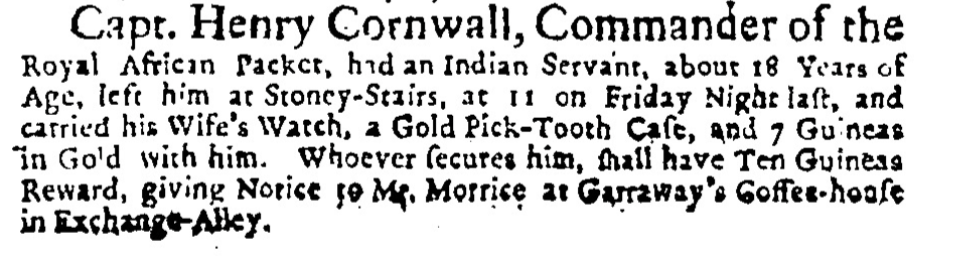 Capt. Henry Cornwall, Commander of the
Royal African Packet, had an Indian Servant, about 18 Years of
Age, left him at Stoney-Stairs, at 11 on Friday Night laſt, and
carried his Wife's Watch, a Gold Pick-Tooth Caſe, and 7 Guineas
in Gold with him. Whoever ſecures him, ſhall have Ten Guineas
Reward, giving Notice to Mr. Morrice at Garraway's Goffee-houſe
in Exchange-Alley.